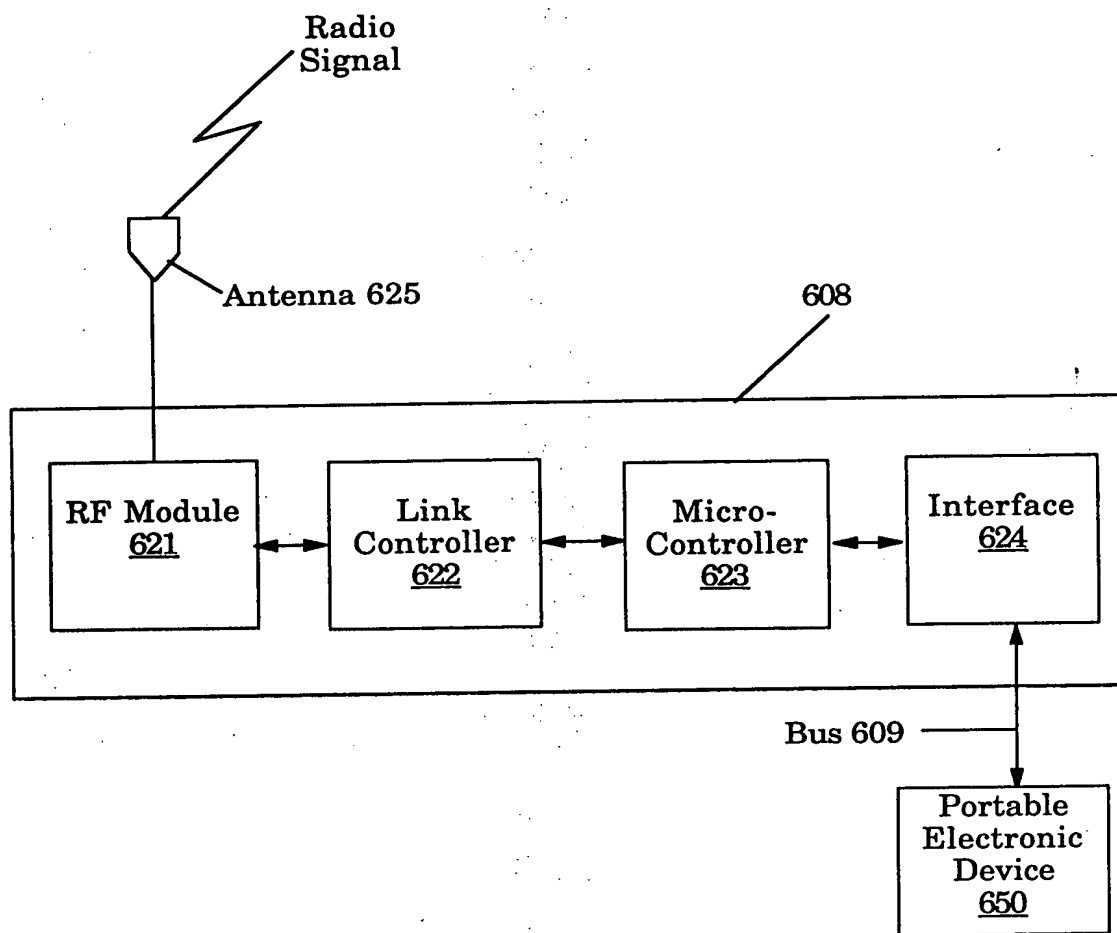 Radio
Signal
Antenna 625
608
RF Module
621
Link
Controller
622
Micro-
Controller
623
Interface
624
Bus 609
Portable
Electronic
Device
650